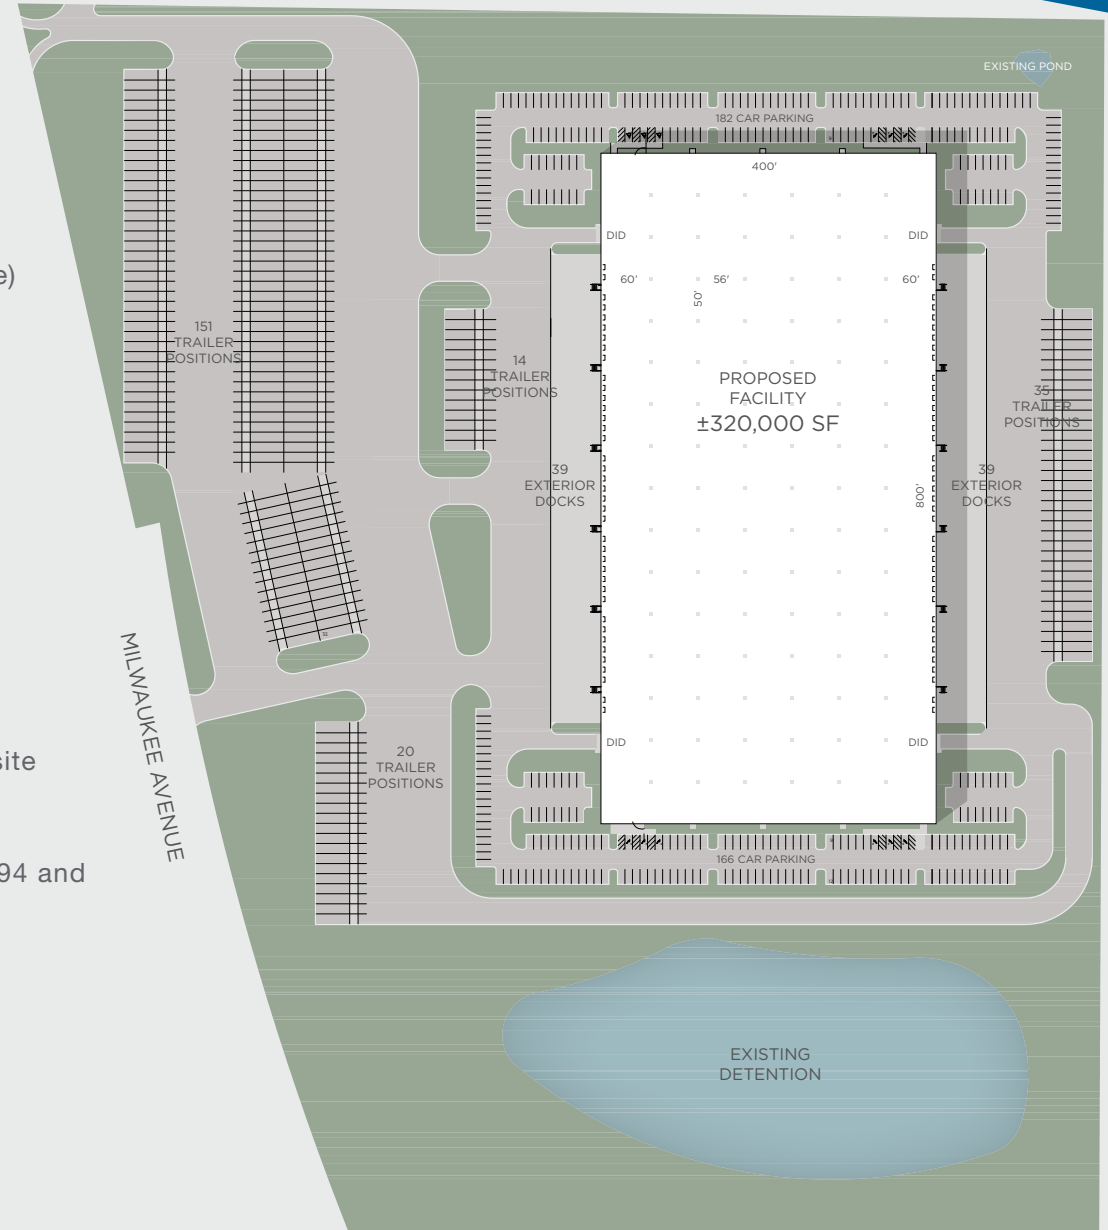 EXISTING POND
182 CAR PARKING
400'
DID
DID
e)
60'
56'
60'
50'
151
TRAILER
POSITIONS
14
TRAILER
POSITIONS
PROPOSED
FACILITY
±320,000 SF
35
TRAILER
POSITIONS
39
EXTERIOR
DOCKS
800'
39
EXTERIOR
DOCKS
MILWAUKEE AVENUE
DID
DID
site
20
TRAILER
POSITIONS
166 CAR PARKING
94 and
EXISTING
DETENTION